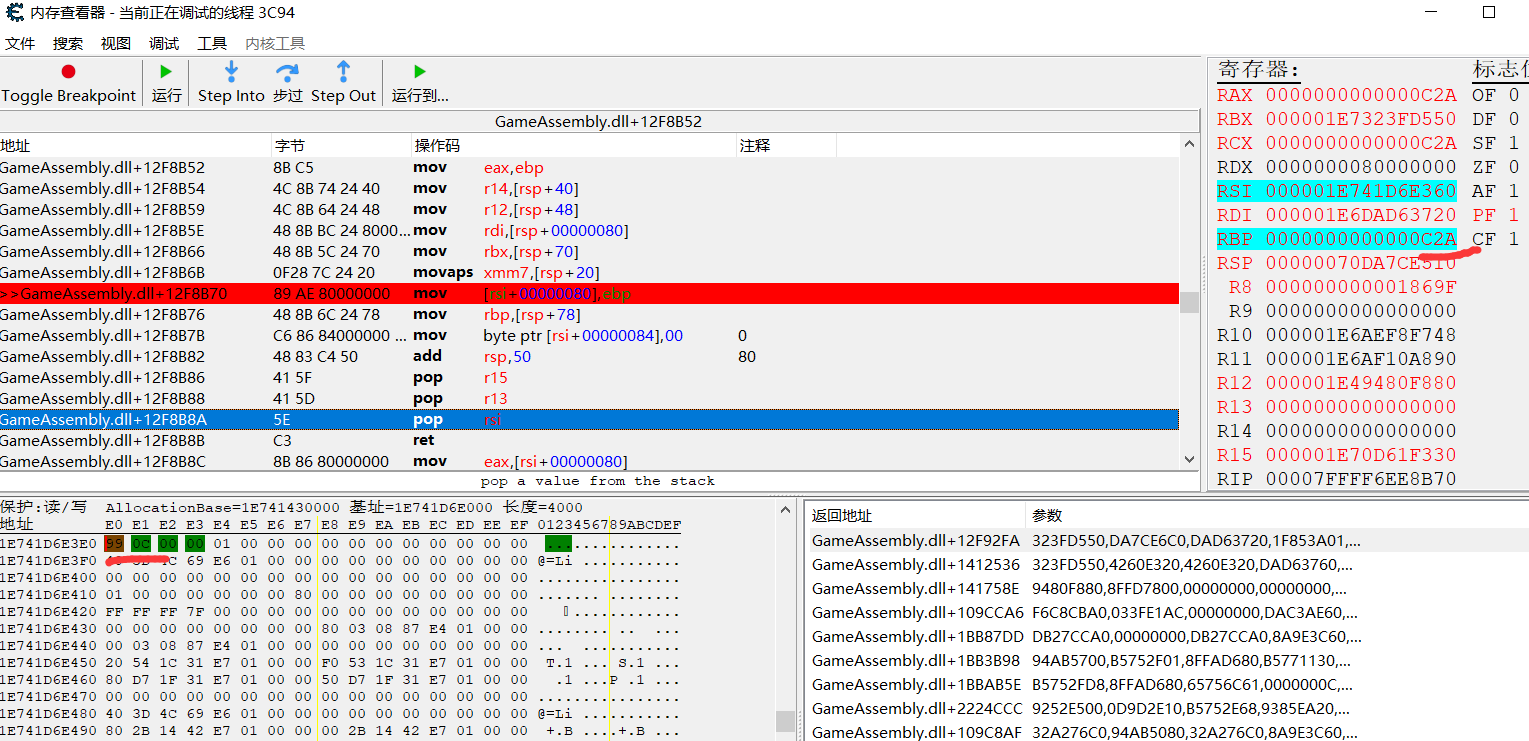 内存查看器 - 当前正在调试的线程 3C94
文件 搜索 视图 调试 工具 内核工具
Toggle Breakpoint 运行 Step Into 步过 Step Out 运行到...
GameAssembly.dll+12F8B52
地址 字节 操作码 注释
GameAssembly.dll+12F8B52 8B C5 mov eax,ebp
GameAssembly.dll+12F8B54 4C 8B 74 24 40 mov r14,[rsp+40]
GameAssembly.dll+12F8B59 4C 8B 64 24 48 mov r12,[rsp+48]
GameAssembly.dll+12F8B5E 48 8B BC 24 8000... mov rdi,[rsp+00000080]
GameAssembly.dll+12F8B66 48 8B 5C 24 70 mov rbx,[rsp+70]
GameAssembly.dll+12F8B6B 0F28 7C 24 20 movaps xmm7,[rsp+20]
>>GameAssembly.dll+12F8B70 89 AE 80000000 mov [rsi+00000080],ebp
GameAssembly.dll+12F8B76 48 8B 6C 24 78 mov rbp,[rsp+78]
GameAssembly.dll+12F8B7B C6 86 84000000 ... mov byte ptr [rsi+00000084],00 0
GameAssembly.dll+12F8B82 48 83 C4 50 add rsp,50 80
GameAssembly.dll+12F8B86 41 5F pop r15
GameAssembly.dll+12F8B88 41 5D pop r13
GameAssembly.dll+12F8B8A 5E pop rsi
GameAssembly.dll+12F8B8B C3 ret
GameAssembly.dll+12F8B8C 8B 86 80000000 mov eax,[rsi+00000080]
pop a value from the stack
寄存器: 标志位
RAX 0000000000000C2A OF 0
RBX 000001E7323FD550 DF 0
RCX 0000000000000C2A SF 1
RDX 0000000080000000 ZF 0
RSI 000001E741D6E360 AF 1
RDI 000001E6DAD63720 PF 1
RBP 0000000000000C2A CF 1
RSP 00000070DA7CE510
R8 000000000001869F
R9 0000000000000000
R10 000001E6AEF8F748
R11 000001E6AF10A890
R12 000001E49480F880
R13 0000000000000000
R14 0000000000000000
R15 000001E70D61F330
RIP 00007FFFF6EE8B70
保护:读/写 AllocationBase=1E741430000 基址=1E741D6E000 长度=4000
地址 E0 E1 E2 E3 E4 E5 E6 E7 E8 E9 EA EB EC ED EE EF 0123456789ABCDEF
1E741D6E3E0 99 0C 00 00 01 00 00 00 00 00 00 00 00 00 00 00 ................
1E741D6E3F0 40 3D 4C 69 E6 01 00 00 00 00 00 00 00 00 00 00 @=Li ...........
1E741D6E400 00 00 00 00 00 00 00 00 00 00 00 00 00 00 00 00 ................
1E741D6E410 01 00 00 00 00 00 80 00 00 00 00 00 00 00 00 00 ...... .........
1E741D6E420 FF FF FF 7F 00 00 00 00 00 00 00 00 00 00 00 00 ............
1E741D6E430 00 00 00 00 00 00 00 00 80 03 08 87 E4 01 00 00 ........ .. ...
1E741D6E440 00 03 08 87 E4 01 00 00 00 00 00 00 00 00 00 00 ... ...........
1E741D6E450 20 54 1C 31 E7 01 00 00 F0 53 1C 31 E7 01 00 00 T.1 ... S.1 ...
1E741D6E460 80 D7 1F 31 E7 01 00 00 50 D7 1F 31 E7 01 00 00 .1 ...P .1 ...
1E741D6E470 00 00 00 00 00 00 00 00 00 00 00 00 00 00 00 00 ................
1E741D6E480 40 3D 4C 69 E6 01 00 00 00 00 00 00 00 00 00 00 @=Li ...........
1E741D6E490 80 2B 14 42 E7 01 00 00 00 2B 14 42 E7 01 00 00 +.B ....+.B ...
返回地址 参数
GameAssembly.dll+12F92FA 323FD550,DA7CE6C0,DAD63720,1F853A01,...
GameAssembly.dll+1412536 323FD550,4260E320,4260E320,DAD63760,...
GameAssembly.dll+141758E 9480F880,8FFD7800,00000000,00000000,...
GameAssembly.dll+109CCA6 F6C8CBA0,033FE1AC,00000000,DAC3AE60,...
GameAssembly.dll+1BB87DD DB27CCA0,00000000,DB27CCA0,8A9E3C60,...
GameAssembly.dll+1BB3B98 94AB5700,B5752F01,8FFAD680,B5771130,...
GameAssembly.dll+1BBAB5E B5752FD8,8FFAD680,65756C61,0000000C,...
GameAssembly.dll+2224CCC 9252E500,0D9D2E10,B5752E68,9385EA20,...
GameAssembly.dll+109C8AF 32A276C0,94AB5080,32A276C0,8A9E3C60,...